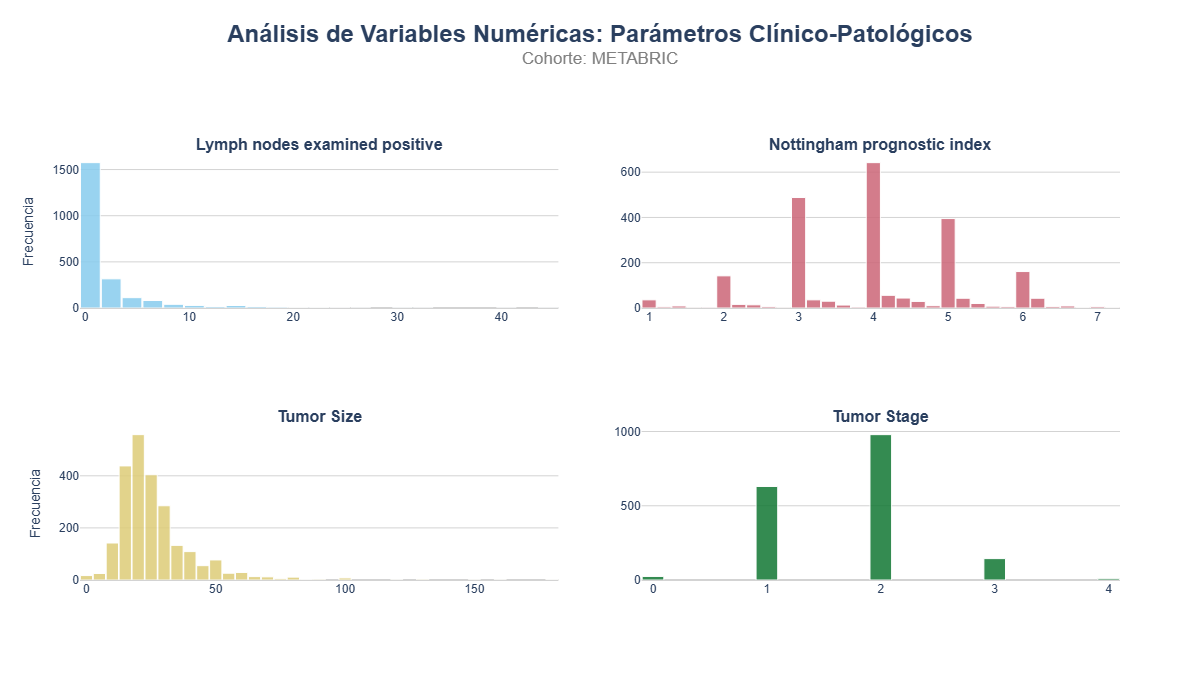 Análisis de Variables Numéricas: Parámetros Clínico-Patológicos
Cohorte: METABRIC
Lymph nodes examined positive
Frecuencia
1500
1000
500
0
0 10 20 30 40
Nottingham prognostic index
600
400
200
0
1 2 3 4 5 6 7
Tumor Size
Frecuencia
400
200
0
0 50 100 150
Tumor Stage
1000
500
0
0 1 2 3 4